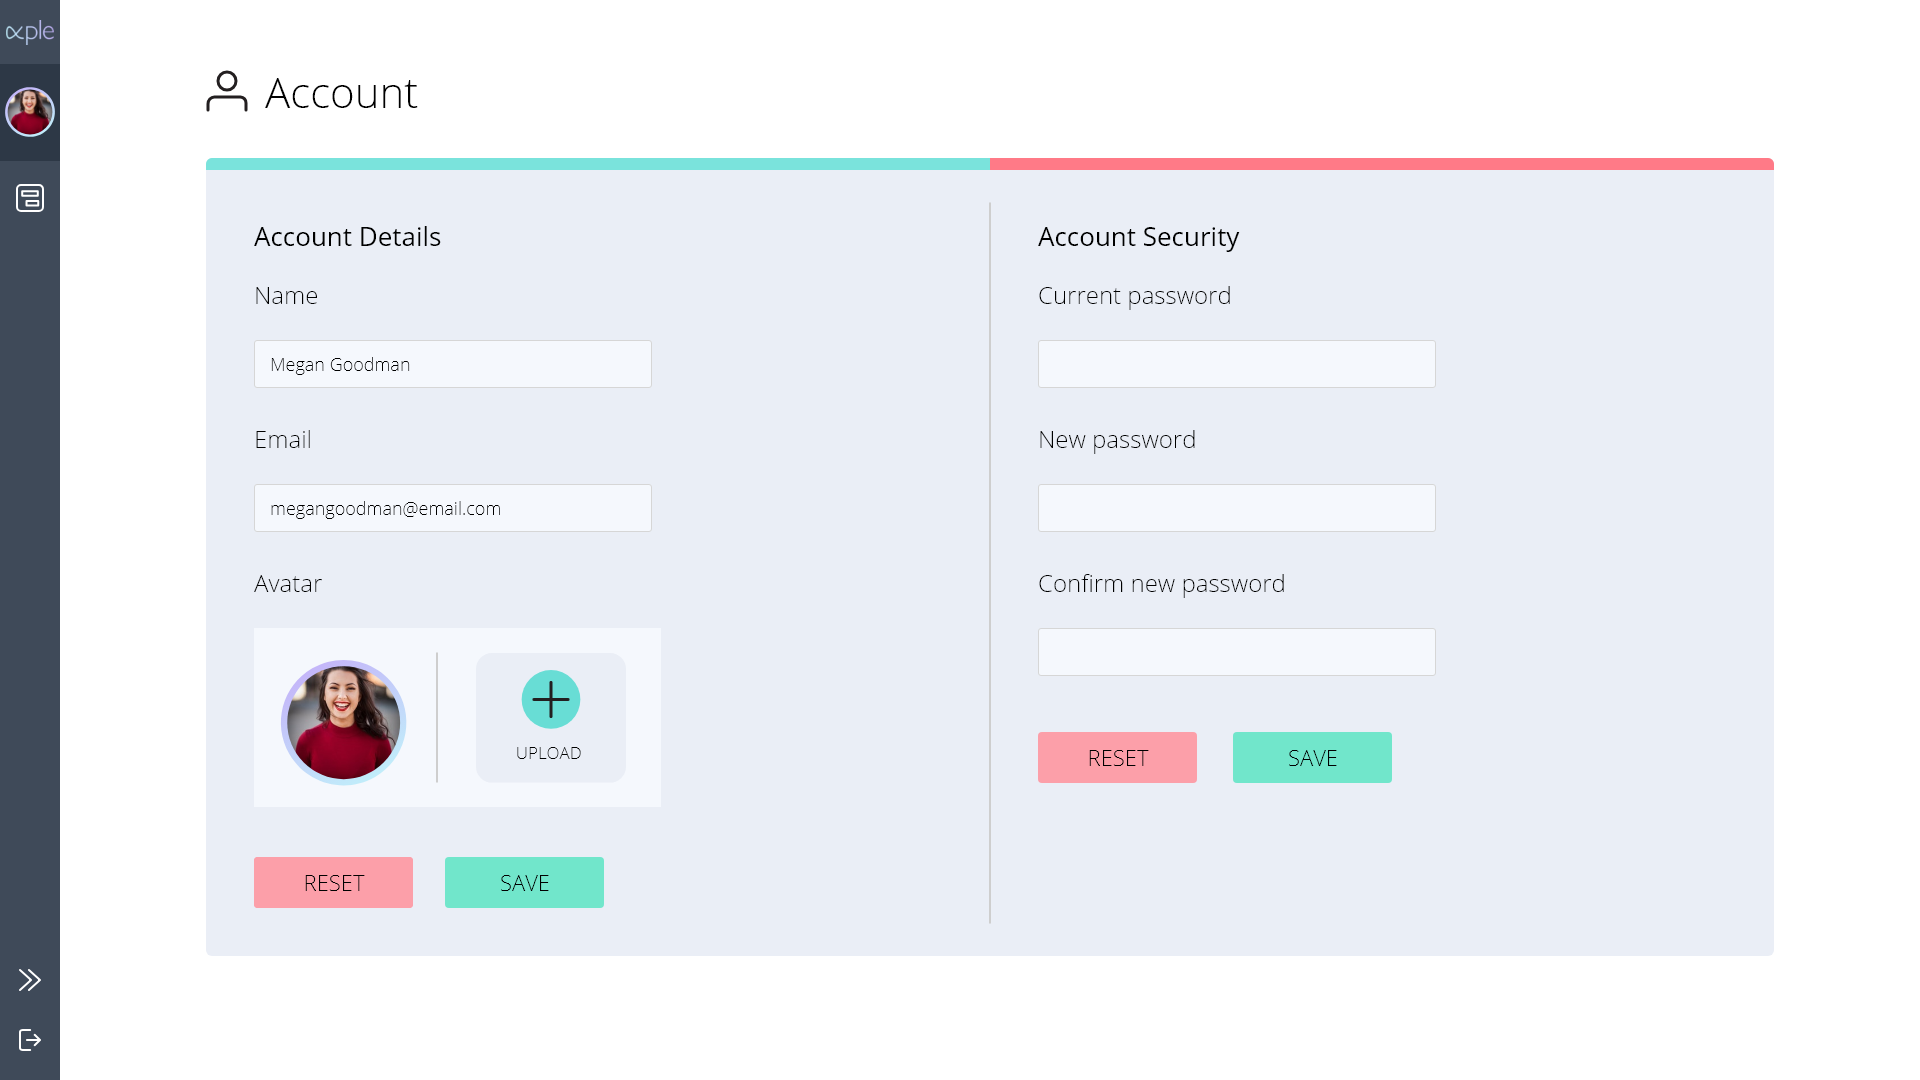 ∝ple
Account
Account Details
Name
Megan Goodman
Email
megangoodman@email.com
Avatar
UPLOAD
RESET
SAVE
Account Security
Current password
New password
Confirm new password
RESET
SAVE